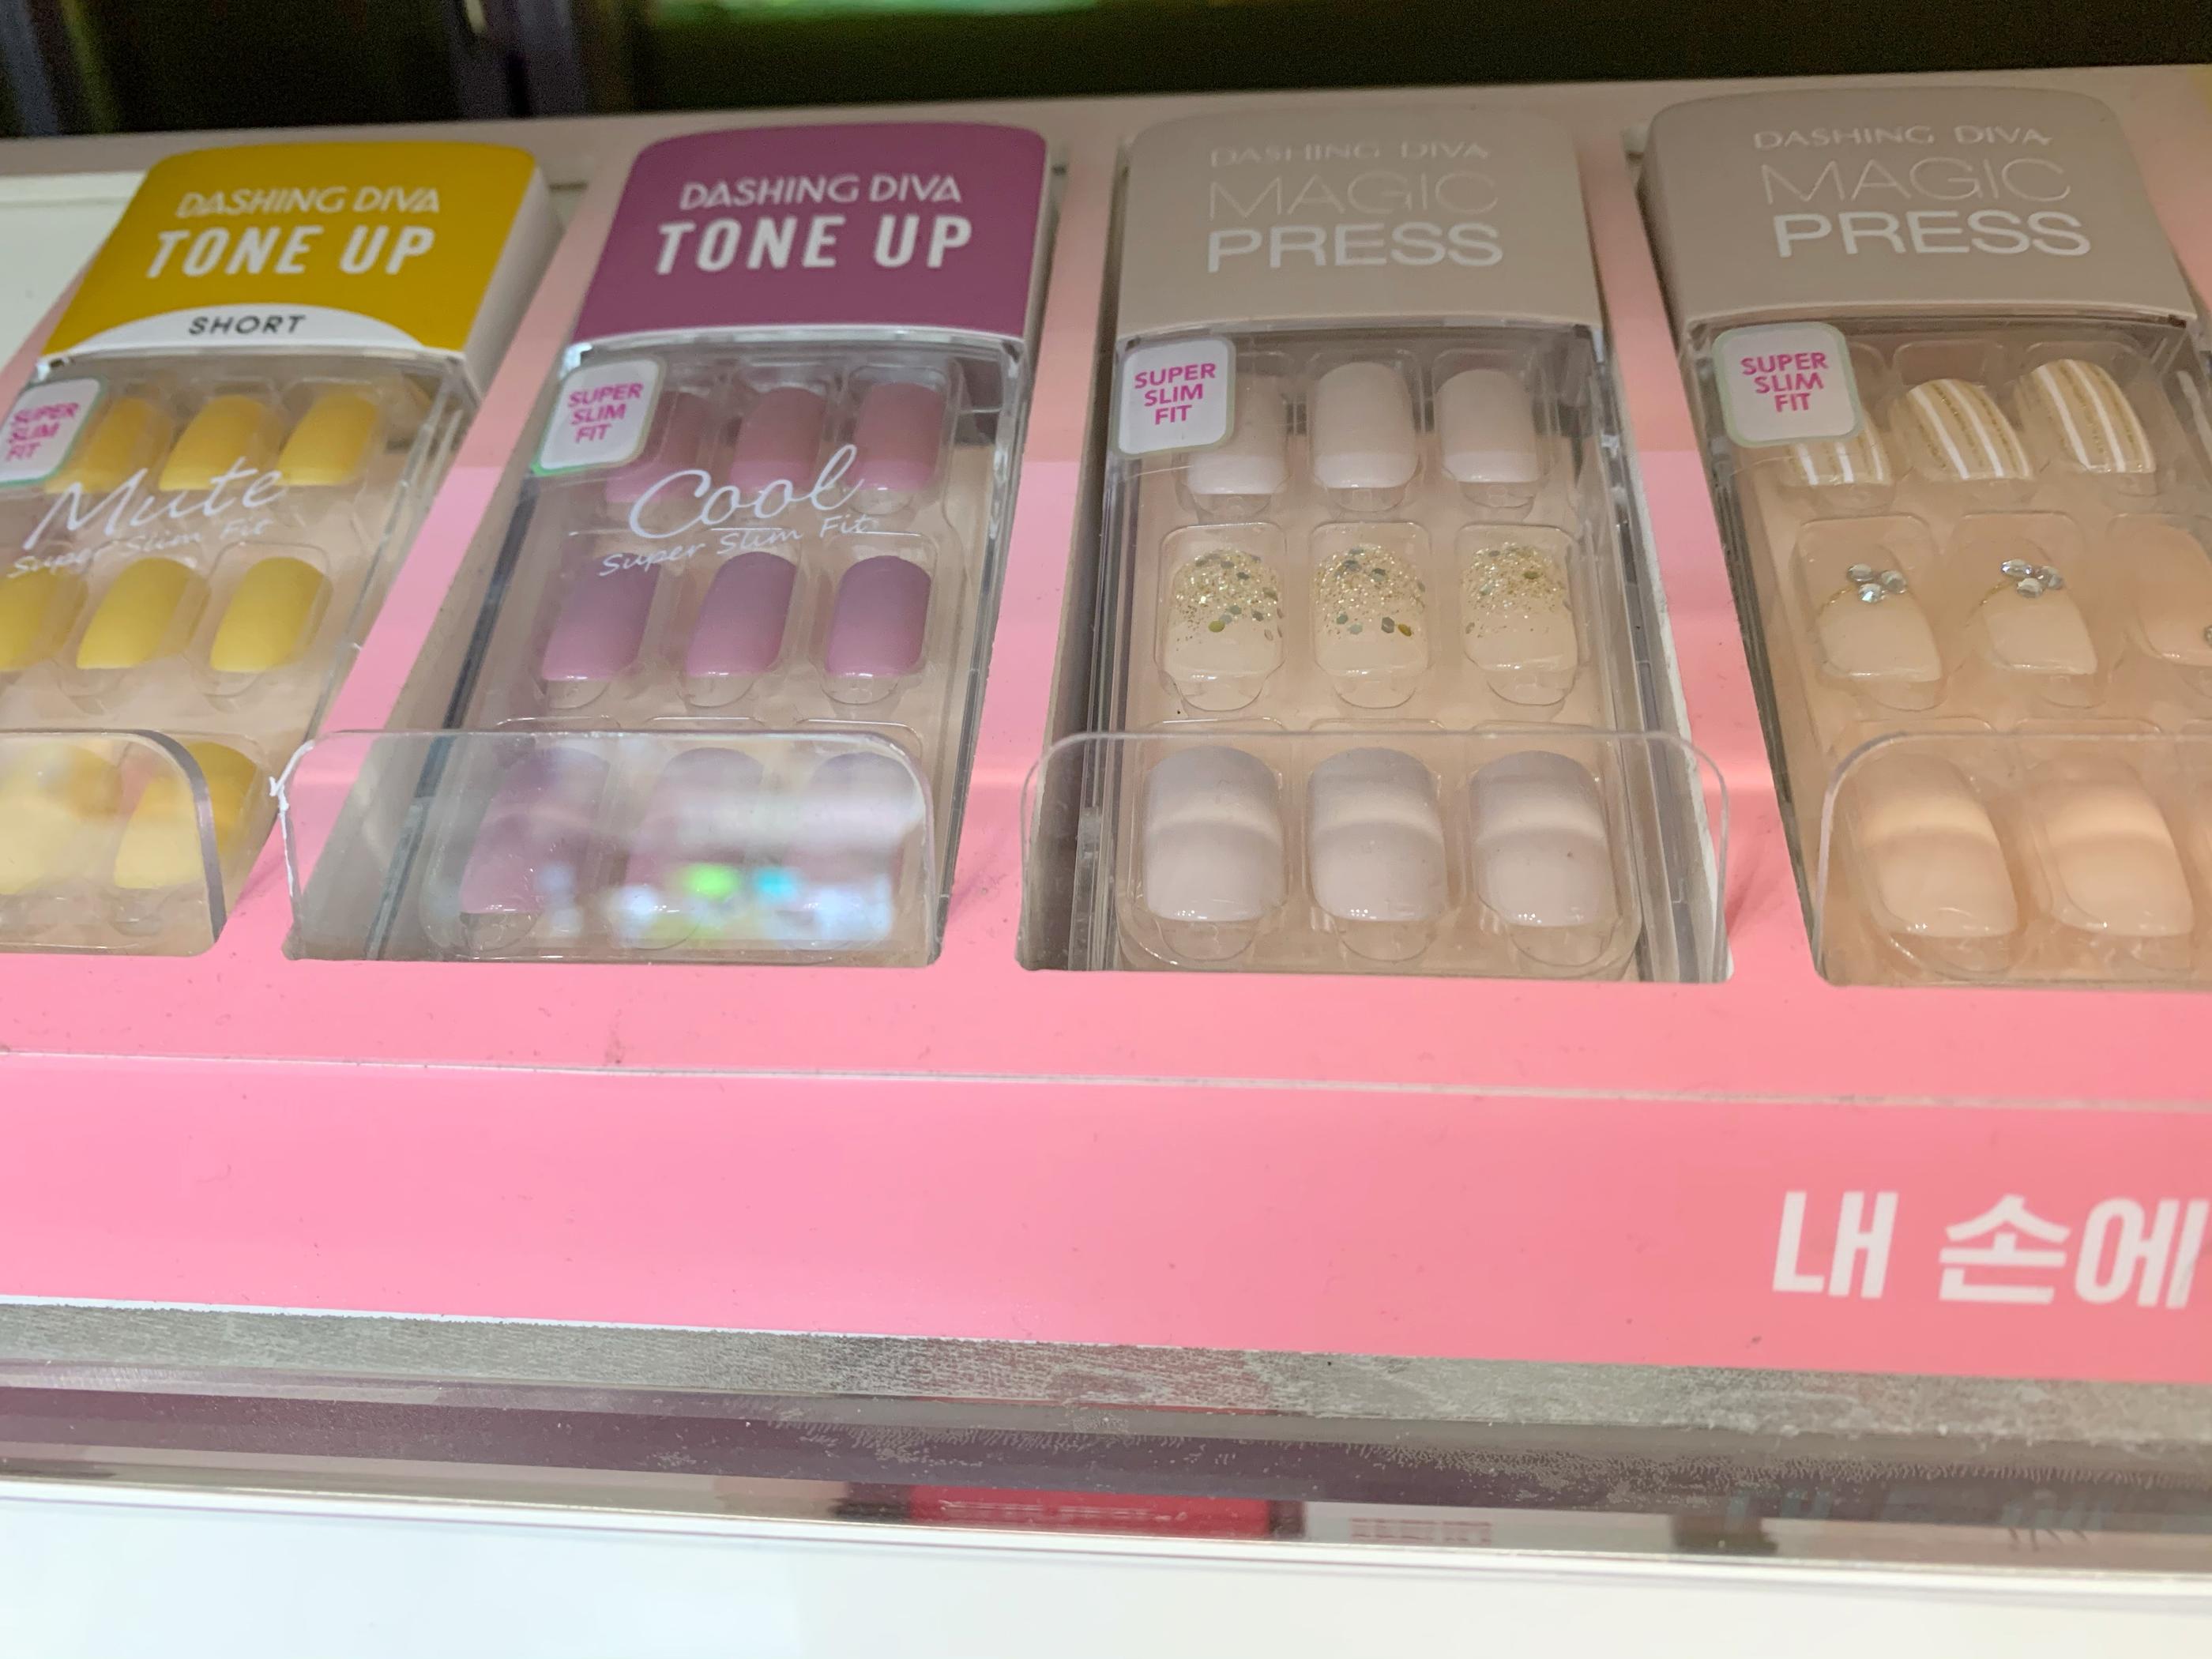 DASHING DIVA
TONE UP
SHORT
SUPER
SLIM
FIT
Mute
Super Slim Fit
DASHING DIVA
TONE UP
SUPER
SLIM
FIT
Cool
Super Slim Fit
DASHING DIVA
MAGIC
PRESS
SUPER
SLIM
FIT
DASHING DIVA
MAGIC
PRESS
SUPER
SLIM
FIT
내 손에